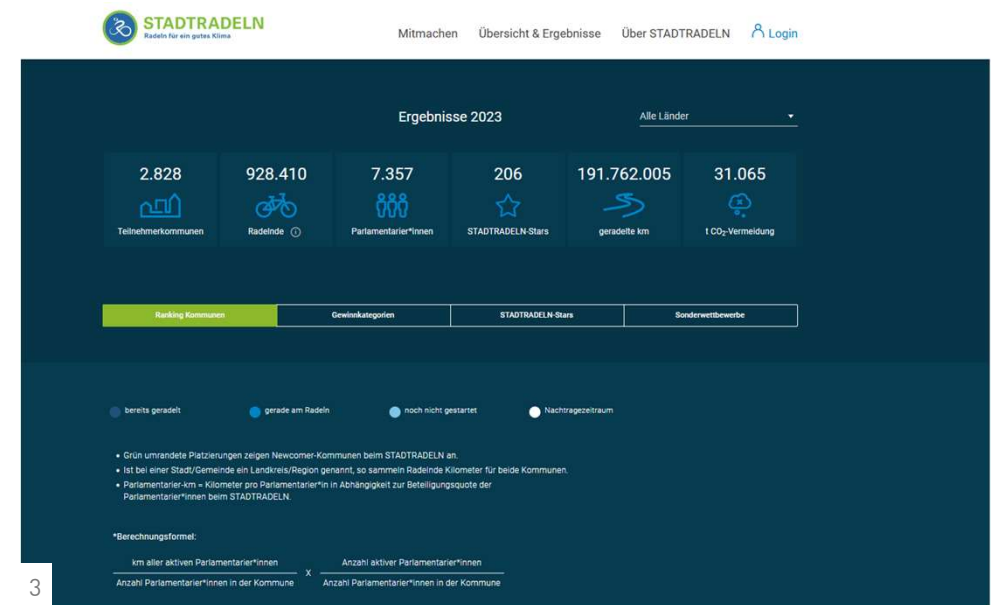 STADTRADELN
Radeln für ein gutes Klima
Mitmachen Übersicht & Ergebnisse Über STADTRADELN Login
Ergebnisse 2023 Alle Länder
2.828 928.410 7.357 206 191.762.005 31.065
Teilnehmerkommunen Radelnde Parlamentarier*innen STADTRADELN-Stars geradelte km t CO₂-Vermeidung
Ranking Kommunen Gewinnkategorien STADTRADELN-Stars Sonderwettbewerbe
bereits geradelt gerade am Radeln noch nicht gestartet Nachtragezeitraum
• Grün umrandete Platzierungen zeigen Newcomer-Kommunen beim STADTRADELN an.
• Ist bei einer Stadt/Gemeinde ein Landkreis/Region genannt, so sammeln Radelnde Kilometer für beide Kommunen.
• Parlamentarier-km = Kilometer pro Parlamentarier*in in Abhängigkeit zur Beteiligungsquote der
Parlamentarier*innen beim STADTRADELN.
*Berechnungsformel:
km aller aktiven Parlamentarier*innen Anzahl aktiver Parlamentarier*innen
X
Anzahl Parlamentarier*innen in der Kommune Anzahl Parlamentarier*innen in der Kommune
3